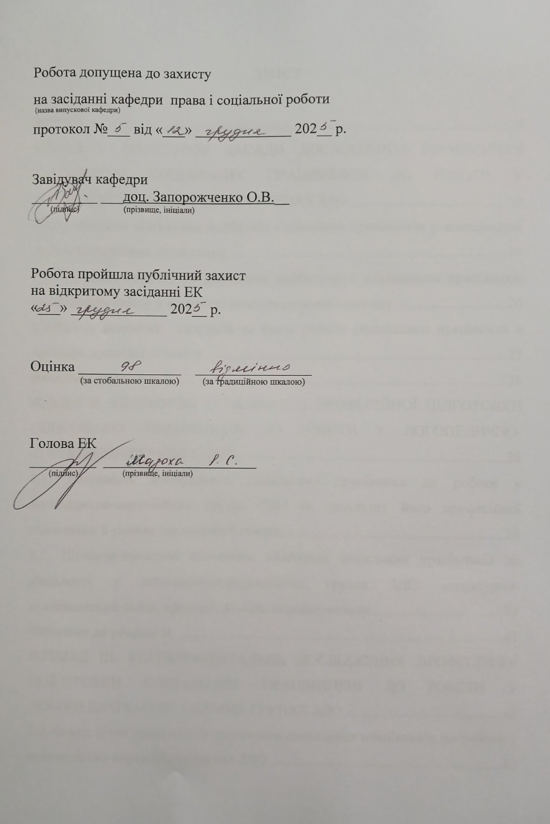 Робота допущена до захисту
на засіданні кафедри права і соціальної роботи
(назва випускової кафедри)
протокол № 5 від «12» грудня 2025 р.
Завідувач кафедри
доц. Запорожченко О.В.
(підпис) (прізвище, ініціали)
Робота пройшла публічний захист
на відкритому засіданні ЕК
«25» грудня 2025 р.
Оцінка 98 відмінно
(за стобальною шкалою) (за традиційною шкалою)
Голова ЕК
Р. С.
(підпис) (прізвище, ініціали)